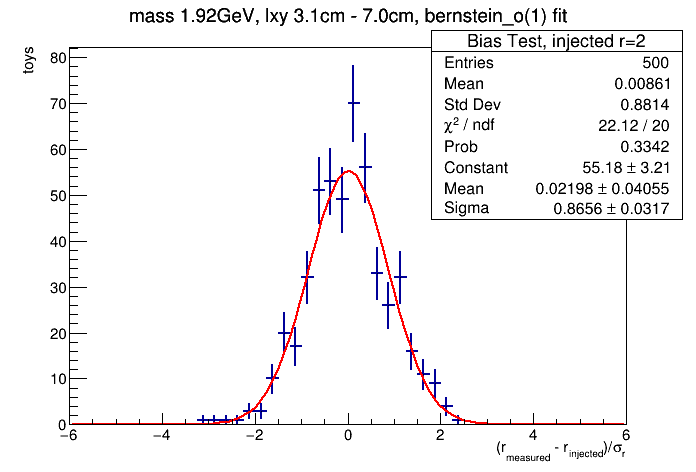 mass 1.92GeV, lxy 3.1cm - 7.0cm, bernstein_o(1) fit
Bias Test, injected r=2
Entries 500
Mean 0.00861
Std Dev 0.8814
χ² / ndf 22.12 / 20
Prob 0.3342
Constant 55.18 ± 3.21
Mean 0.02198 ± 0.04055
Sigma 0.8656 ± 0.0317
toys
80
70
60
50
40
30
20
10
0
−6 −4 −2 0 2 4 6
(r_measured - r_injected)/σ_r